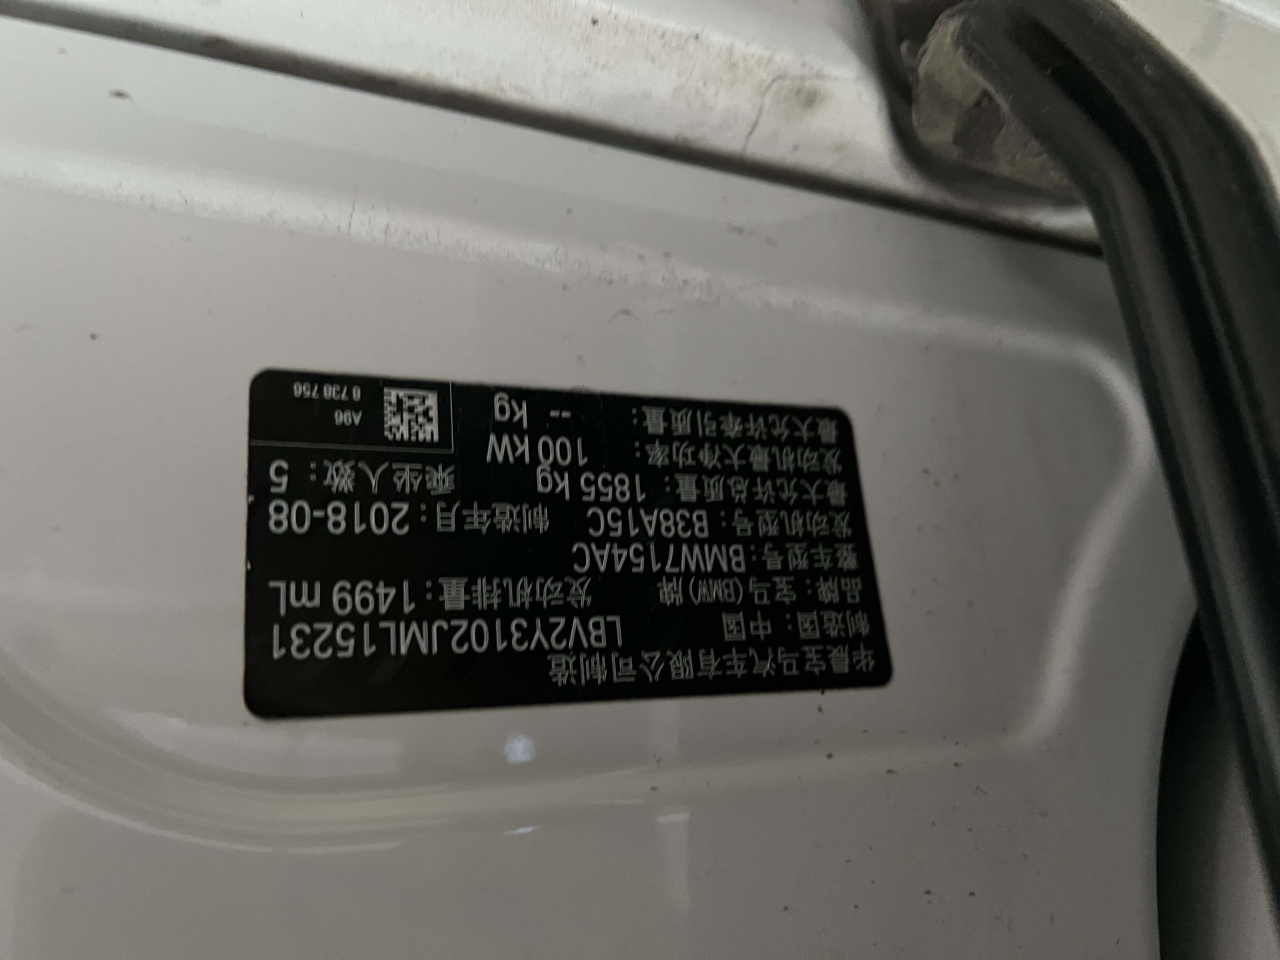 华晨宝马汽车有限公司制造
制造国：中国 LBV2Y3102JML15231
品牌：宝马(BMW)牌 发动机排量：1499 mL
整车型号：BMW7154AC
发动机型号：B38A15C 制造年月：2018-08
最大允许总质量：1855 kg 乘坐人数：5
发动机最大净功率：100 kW
最大允许牵引质量：-- kg
A96
8 738 756